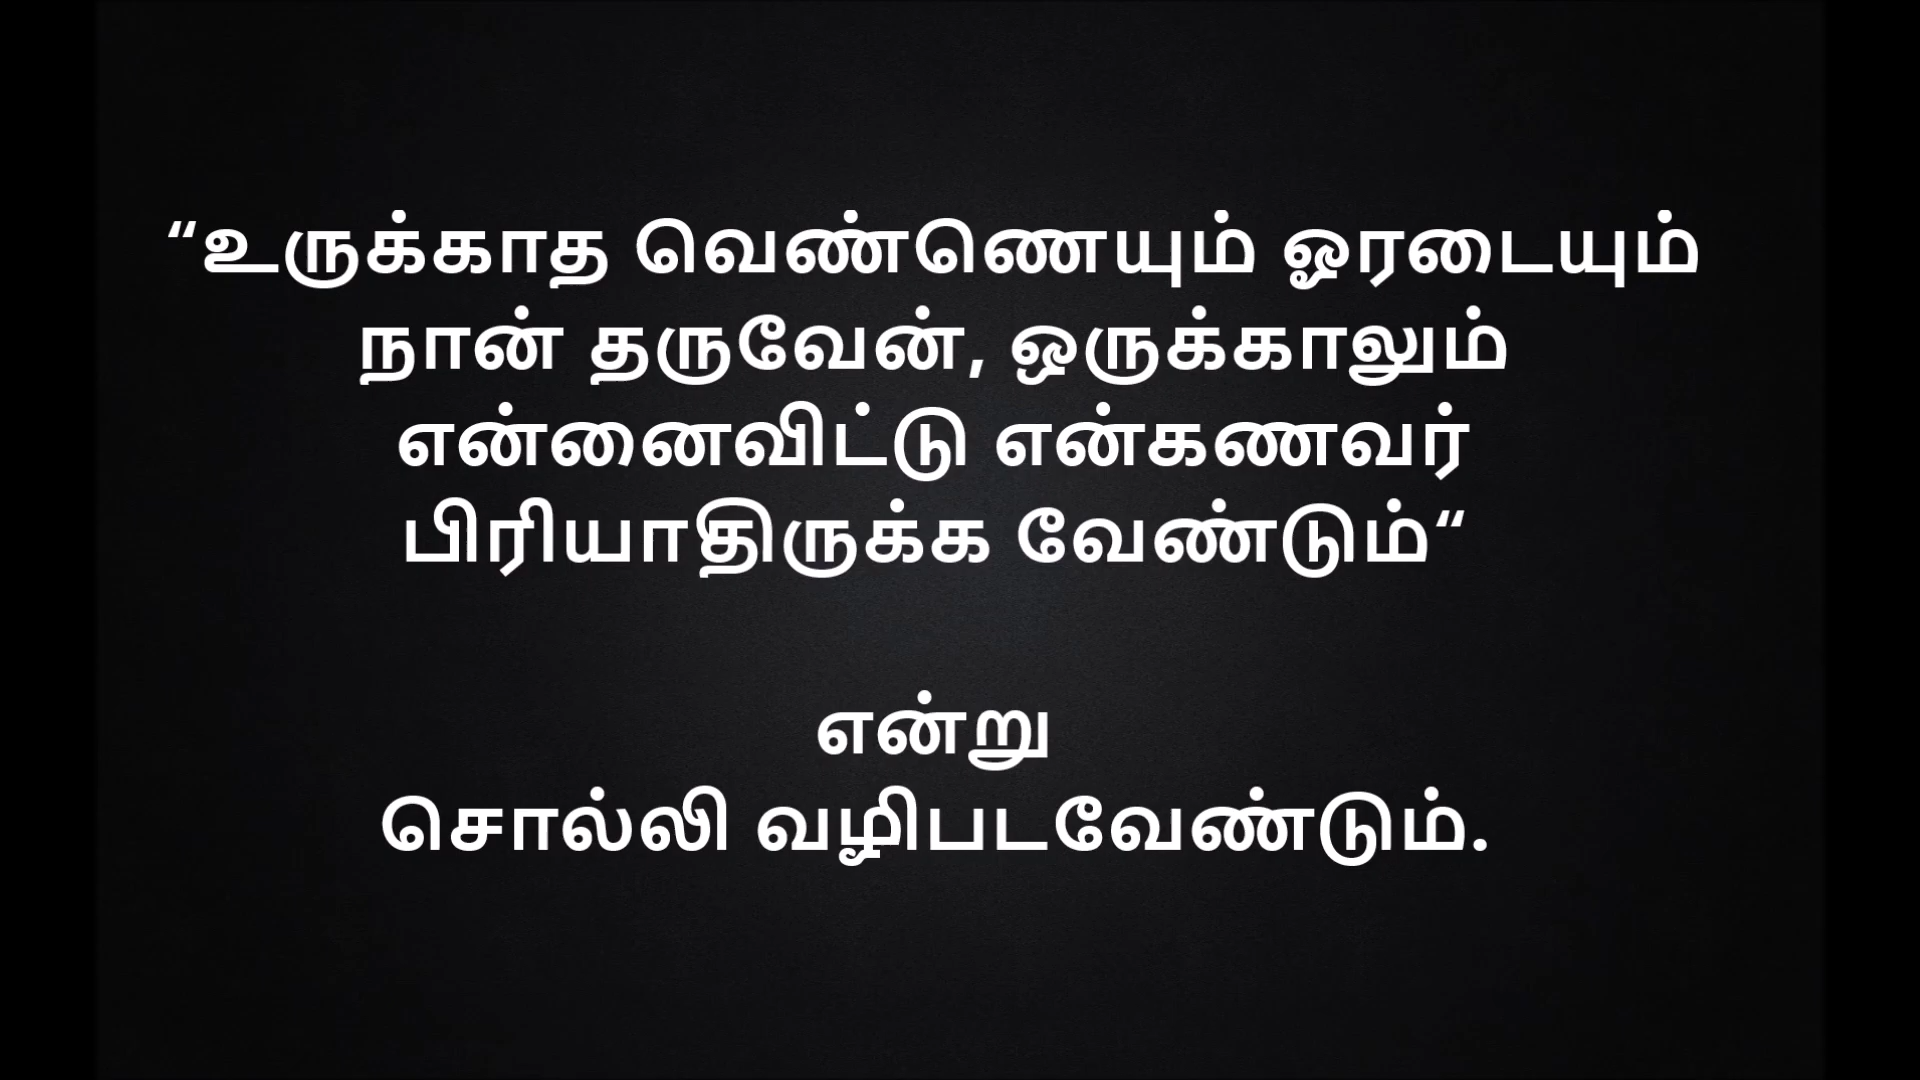 “உருக்காத வெண்ணெயும் ஓரடையும்
நான் தருவேன், ஒருக்காலும்
என்னைவிட்டு என்கணவர்
பிரியாதிருக்க வேண்டும்“
என்று
சொல்லி வழிபடவேண்டும்.